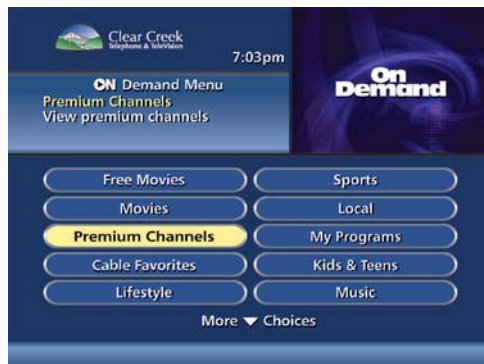 Clear Creek
Telephone & Television
7:03pm
ON Demand Menu
Premium Channels
View premium channels
On
Demand
Free Movies
Sports
Movies
Local
Premium Channels
My Programs
Cable Favorites
Kids & Teens
Lifestyle
Music
More ▼ Choices